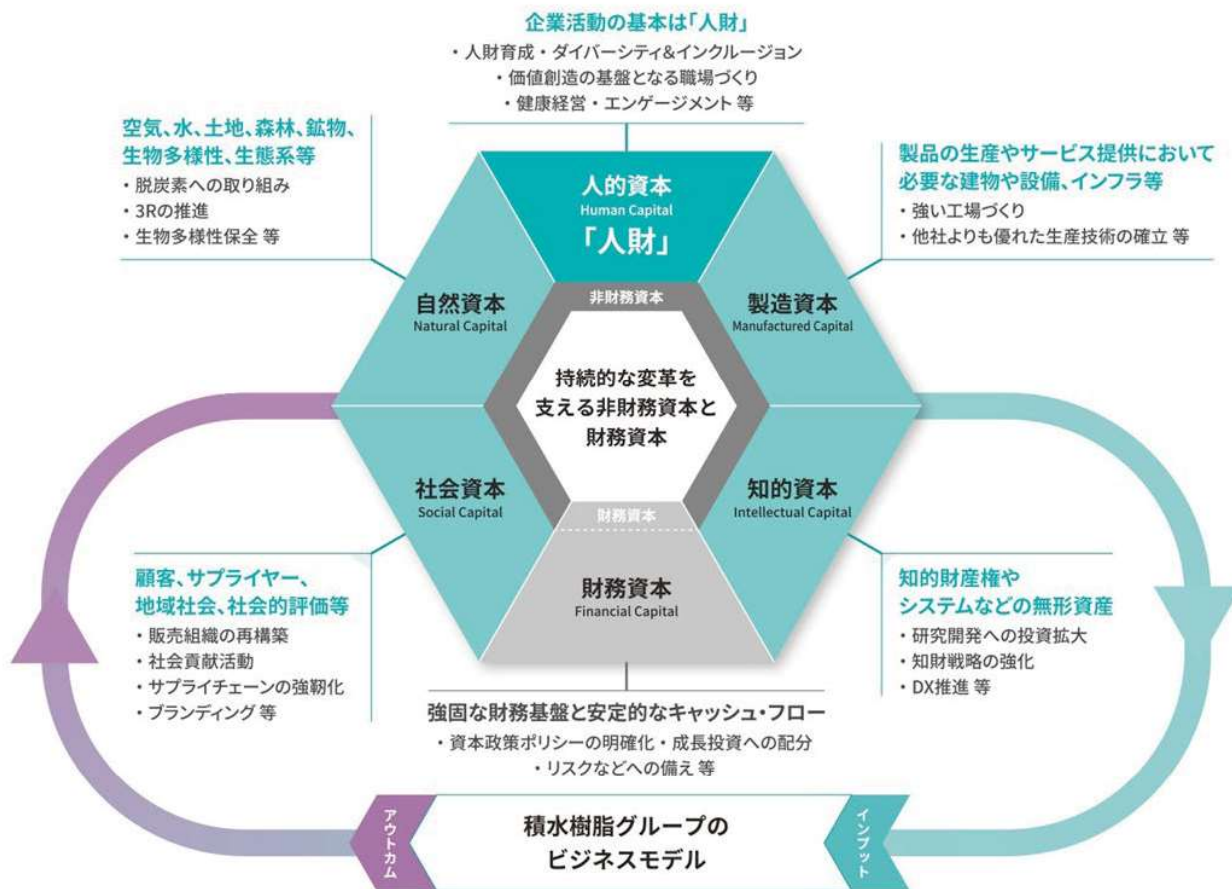 企業活動の基本は「人財」
・人財育成・ダイバーシティ&インクルージョン
・価値創造の基盤となる職場づくり
・健康経営・エンゲージメント 等
空気、水、土地、森林、鉱物、
生物多様性、生態系等
・脱炭素への取り組み
・3Rの推進
・生物多様性保全 等
製品の生産やサービス提供において
必要な建物や設備、インフラ等
・強い工場づくり
・他社よりも優れた生産技術の確立 等
人的資本
Human Capital
「人財」
自然資本
Natural Capital
非財務資本
製造資本
Manufactured Capital
持続的な変革を
支える非財務資本と
財務資本
社会資本
Social Capital
知的資本
Intellectual Capital
財務資本
財務資本
Financial Capital
顧客、サプライヤー、
地域社会、社会的評価等
・販売組織の再構築
・社会貢献活動
・サプライチェーンの強靭化
・ブランディング 等
知的財産権や
システムなどの無形資産
・研究開発への投資拡大
・知財戦略の強化
・DX推進 等
強固な財務基盤と安定的なキャッシュ・フロー
・資本政策ポリシーの明確化・成長投資への配分
・リスクなどへの備え 等
アウトカム
積水樹脂グループの
ビジネスモデル
インプット